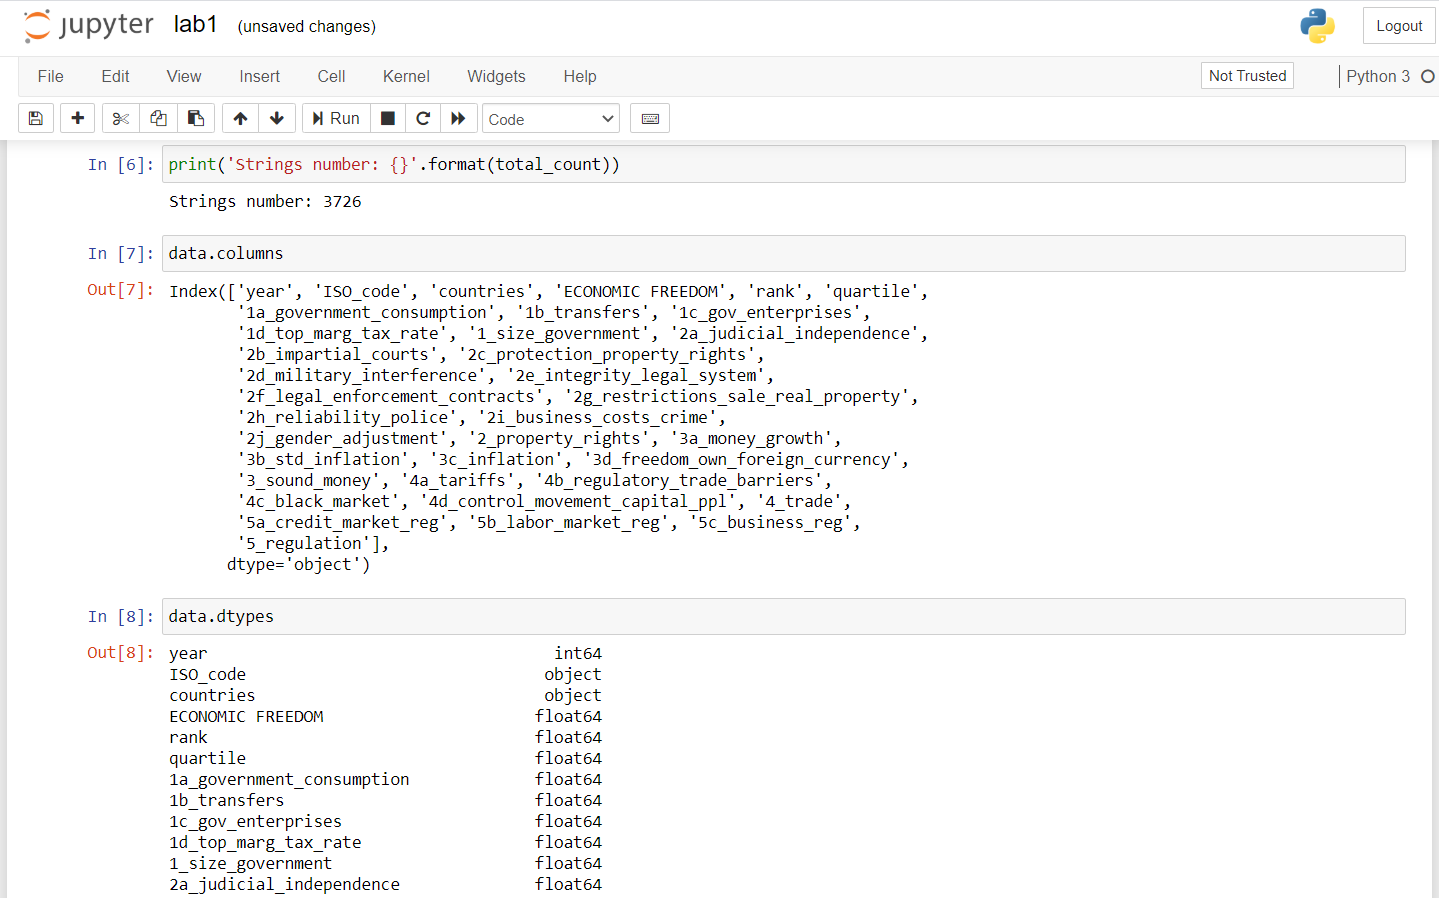 jupyter lab1 (unsaved changes) Logout
File Edit View Insert Cell Kernel Widgets Help Not Trusted Python 3
Run Code
In [6]: print('Strings number: {}'.format(total_count))
Strings number: 3726
In [7]: data.columns
Out[7]: Index(['year', 'ISO_code', 'countries', 'ECONOMIC FREEDOM', 'rank', 'quartile',
'1a_government_consumption', '1b_transfers', '1c_gov_enterprises',
'1d_top_marg_tax_rate', '1_size_government', '2a_judicial_independence',
'2b_impartial_courts', '2c_protection_property_rights',
'2d_military_interference', '2e_integrity_legal_system',
'2f_legal_enforcement_contracts', '2g_restrictions_sale_real_property',
'2h_reliability_police', '2i_business_costs_crime',
'2j_gender_adjustment', '2_property_rights', '3a_money_growth',
'3b_std_inflation', '3c_inflation', '3d_freedom_own_foreign_currency',
'3_sound_money', '4a_tariffs', '4b_regulatory_trade_barriers',
'4c_black_market', '4d_control_movement_capital_ppl', '4_trade',
'5a_credit_market_reg', '5b_labor_market_reg', '5c_business_reg',
'5_regulation'],
dtype='object')
In [8]: data.dtypes
Out[8]: year int64
ISO_code object
countries object
ECONOMIC FREEDOM float64
rank float64
quartile float64
1a_government_consumption float64
1b_transfers float64
1c_gov_enterprises float64
1d_top_marg_tax_rate float64
1_size_government float64
2a_judicial_independence float64